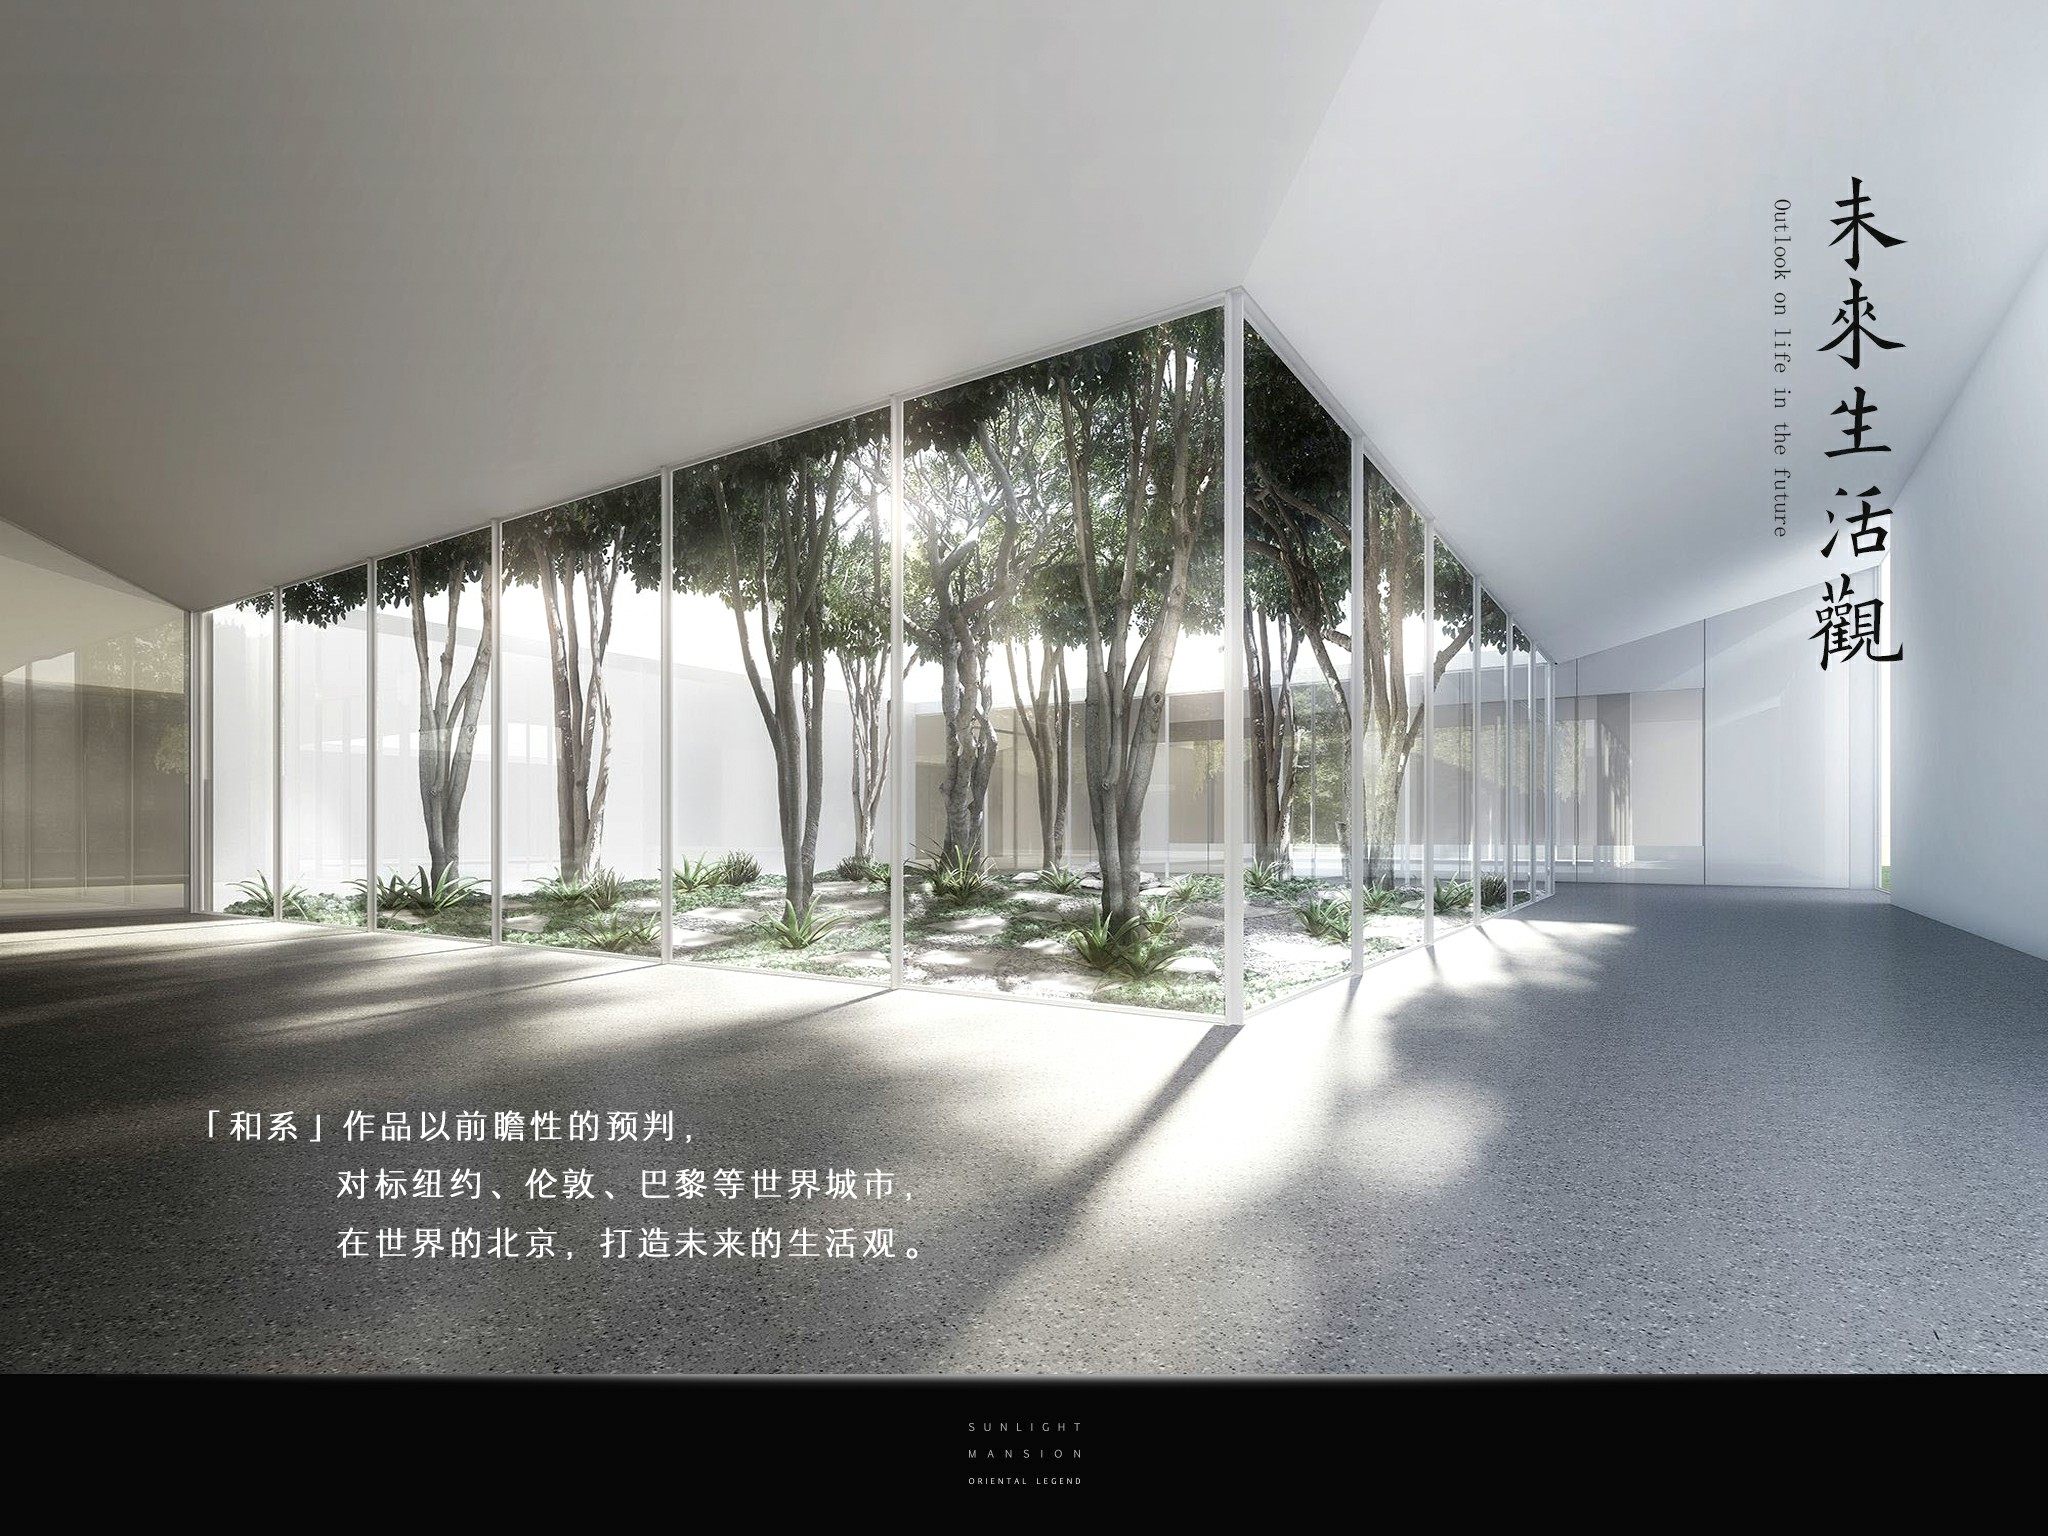 未來生活觀
Outlook on life in the future
「和系」作品以前瞻性的预判，
对标纽约、伦敦、巴黎等世界城市，
在世界的北京，打造未来的生活观。
SUNLIGHT
MANSION
ORIENTAL LEGEND